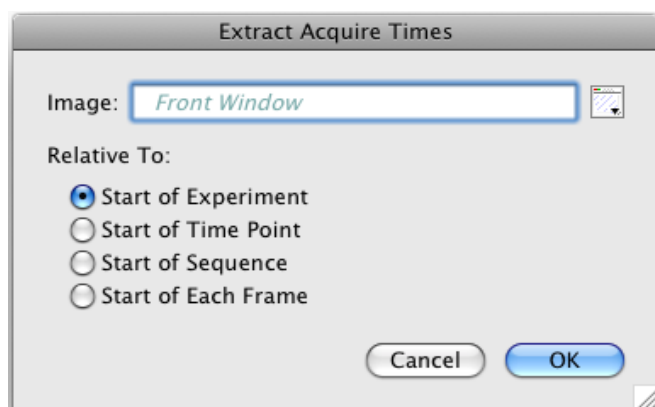 Extract Acquire Times
Image: Front Window
Relative To:
Start of Experiment
Start of Time Point
Start of Sequence
Start of Each Frame
Cancel OK